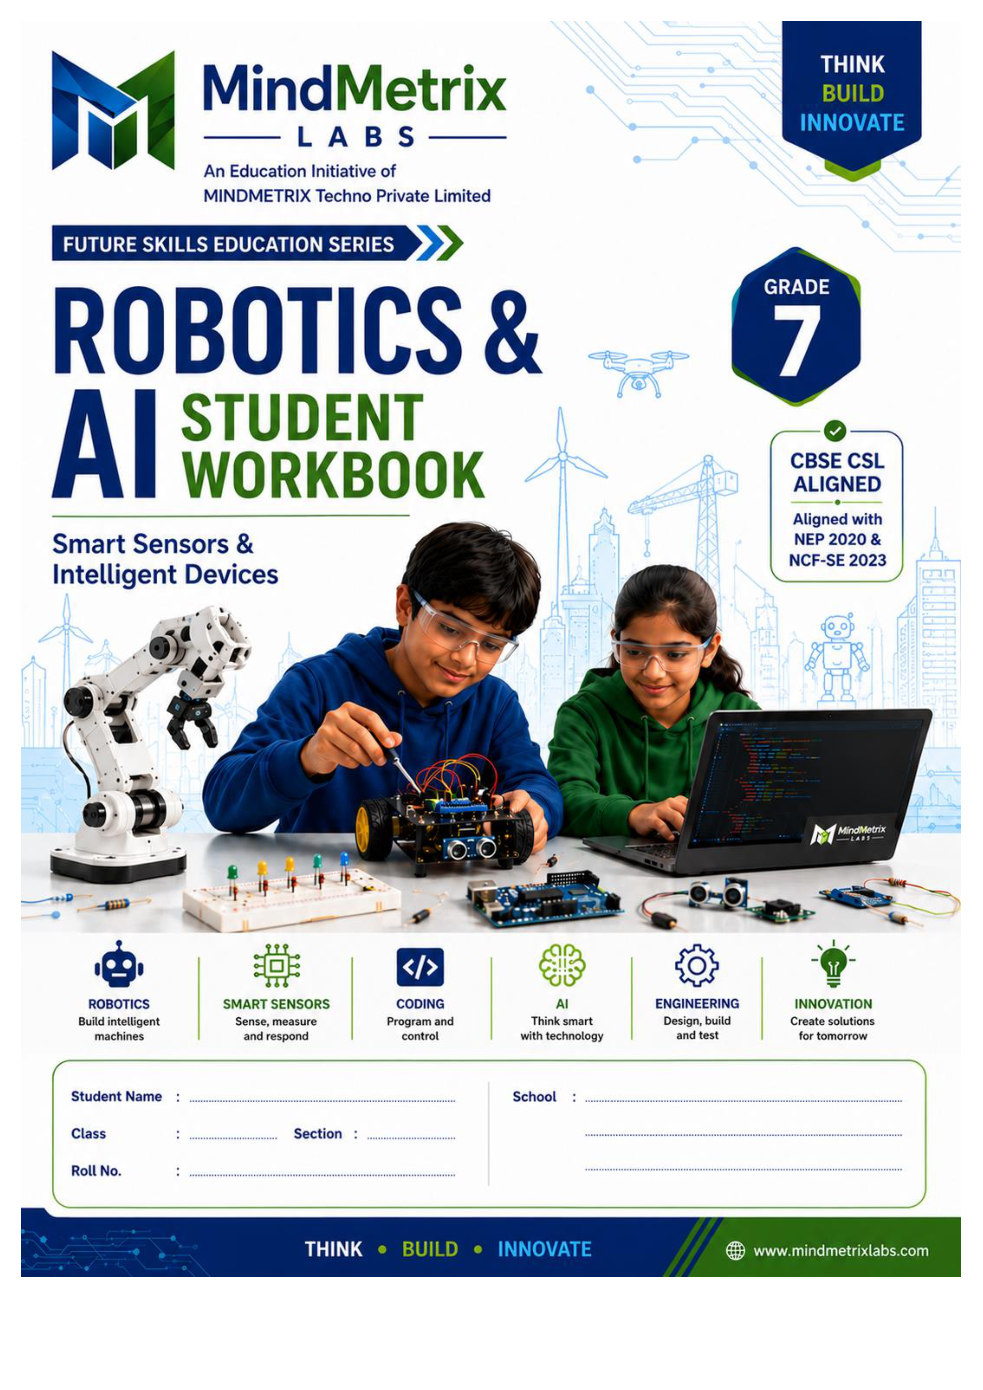 MindMetrix
LABS
An Education Initiative of
MINDMETRIX Techno Private Limited
THINK
BUILD
INNOVATE
FUTURE SKILLS EDUCATION SERIES
ROBOTICS &
AI STUDENT
WORKBOOK
GRADE
7
CBSE CSL
ALIGNED
Aligned with
NEP 2020 &
NCF-SE 2023
Smart Sensors &
Intelligent Devices
MindMetrix
LABS
ROBOTICS
Build intelligent
machines
SMART SENSORS
Sense, measure
and respond
</>
CODING
Program and
control
AI
Think smart
with technology
ENGINEERING
Design, build
and test
INNOVATION
Create solutions
for tomorrow
Student Name :
Class : Section :
Roll No. :
School :
THINK • BUILD • INNOVATE
www.mindmetrixlabs.com